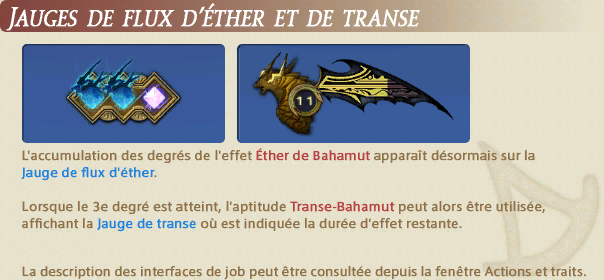 JAUGES DE FLUX D'ÉTHER ET DE TRANSE
11
L'accumulation des degrés de l'effet Éther de Bahamut apparaît désormais sur la
Jauge de flux d'éther.
Lorsque le 3e degré est atteint, l'aptitude Transe-Bahamut peut alors être utilisée,
affichant la Jauge de transe où est indiquée la durée d'effet restante.
La description des interfaces de job peut être consultée depuis la fenêtre Actions et traits.